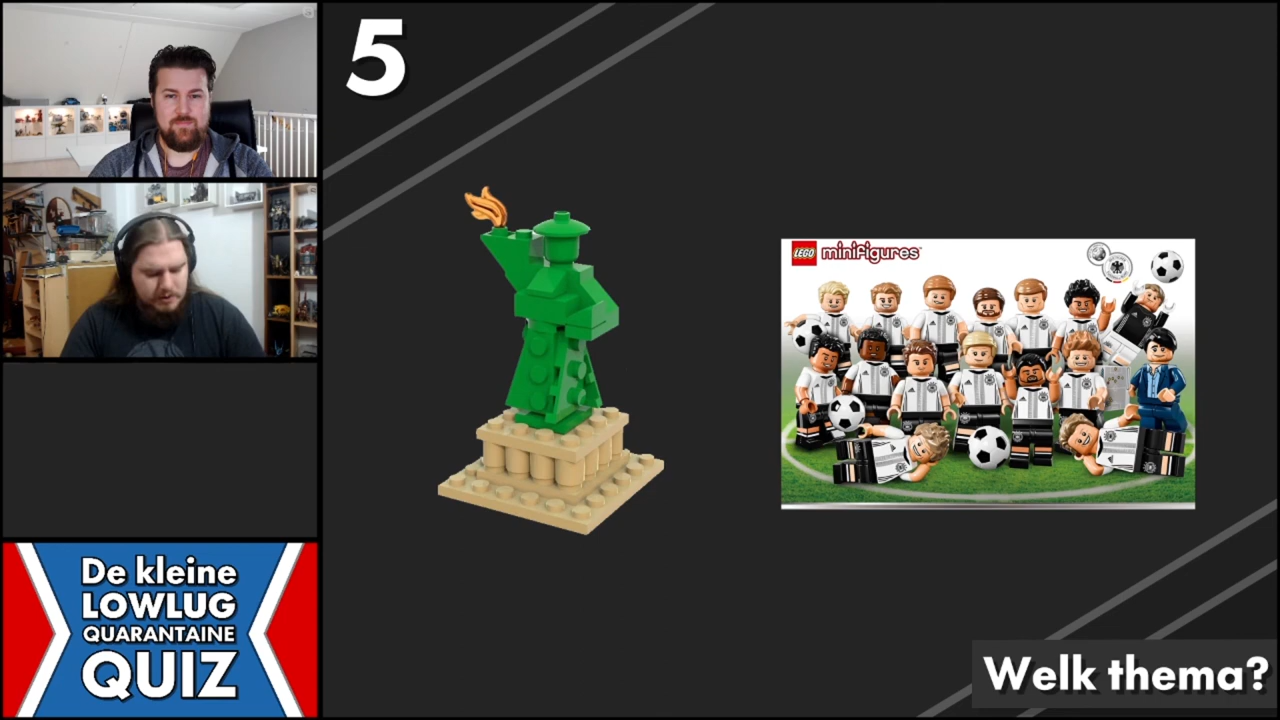 5
LEGO minifigures
De kleine
LOWLUG
QUARANTAINE
QUIZ
Welk thema?